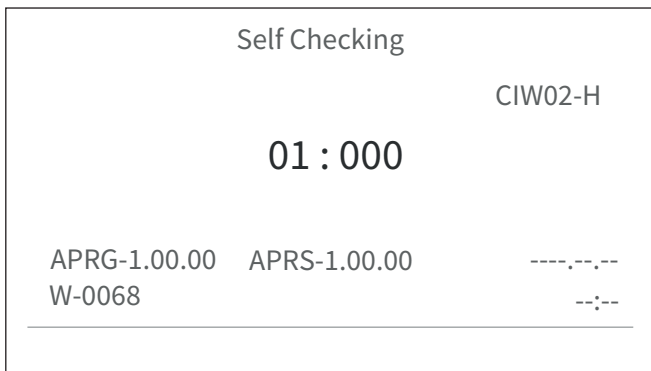 Self Checking
CIW02-H
01 : 000
APRG-1.00.00 APRS-1.00.00 ----.--.--
W-0068 --:--